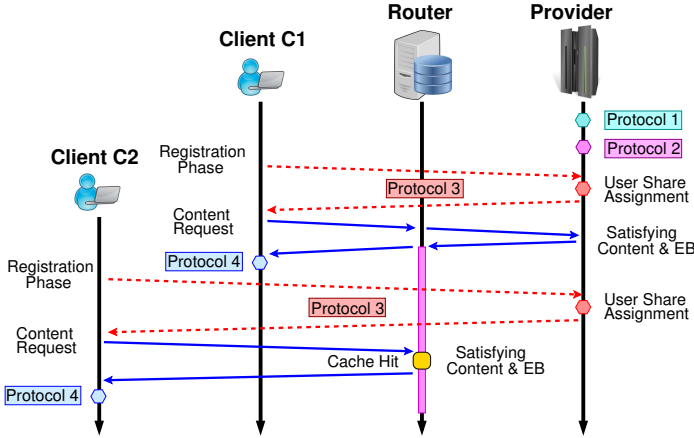 Router
Provider
Client C1
Protocol 1
Protocol 2
Client C2
Registration
Phase
Protocol 3
User Share
Assignment
Content
Request
Satisfying
Content & EB
Protocol 4
Registration
Phase
Protocol 3
User Share
Assignment
Content
Request
Cache Hit
Satisfying
Content & EB
Protocol 4